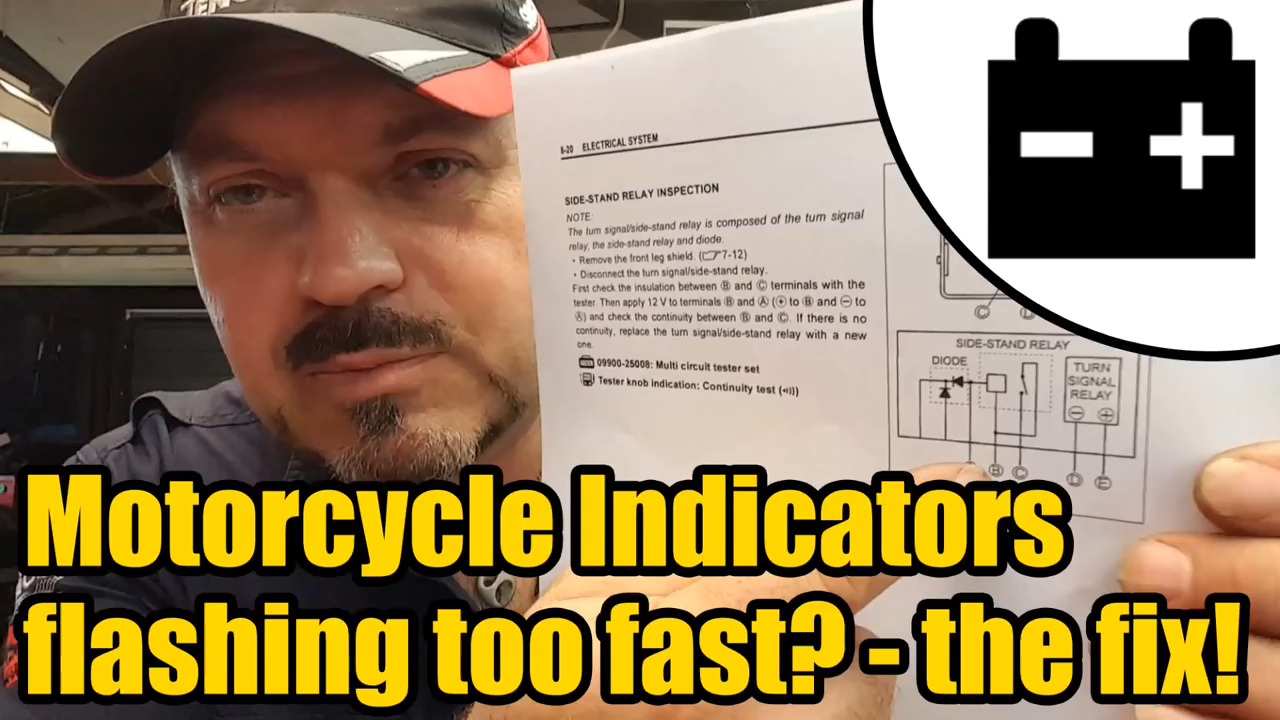 8-20 ELECTRICAL SYSTEM
SIDE-STAND RELAY INSPECTION
NOTE:
The turn signal/side-stand relay is composed of the turn signal
relay, the side-stand relay and diode.
• Remove the front leg shield. (☞7-12)
• Disconnect the turn signal/side-stand relay.
First check the insulation between Ⓑ and Ⓒ terminals with the
tester. Then apply 12 V to terminals Ⓑ and Ⓐ (⊕ to Ⓑ and ⊖ to
Ⓐ) and check the continuity between Ⓑ and Ⓒ. If there is no
continuity, replace the turn signal/side-stand relay with a new
one.
09900-25008: Multi circuit tester set
Tester knob indication: Continuity test (•)))
− +
Ⓒ
SIDE-STAND RELAY
DIODE
TURN
SIGNAL
RELAY
⊖ ⊕
Ⓑ Ⓒ Ⓓ Ⓔ
Motorcycle Indicators
flashing too fast? - the fix!